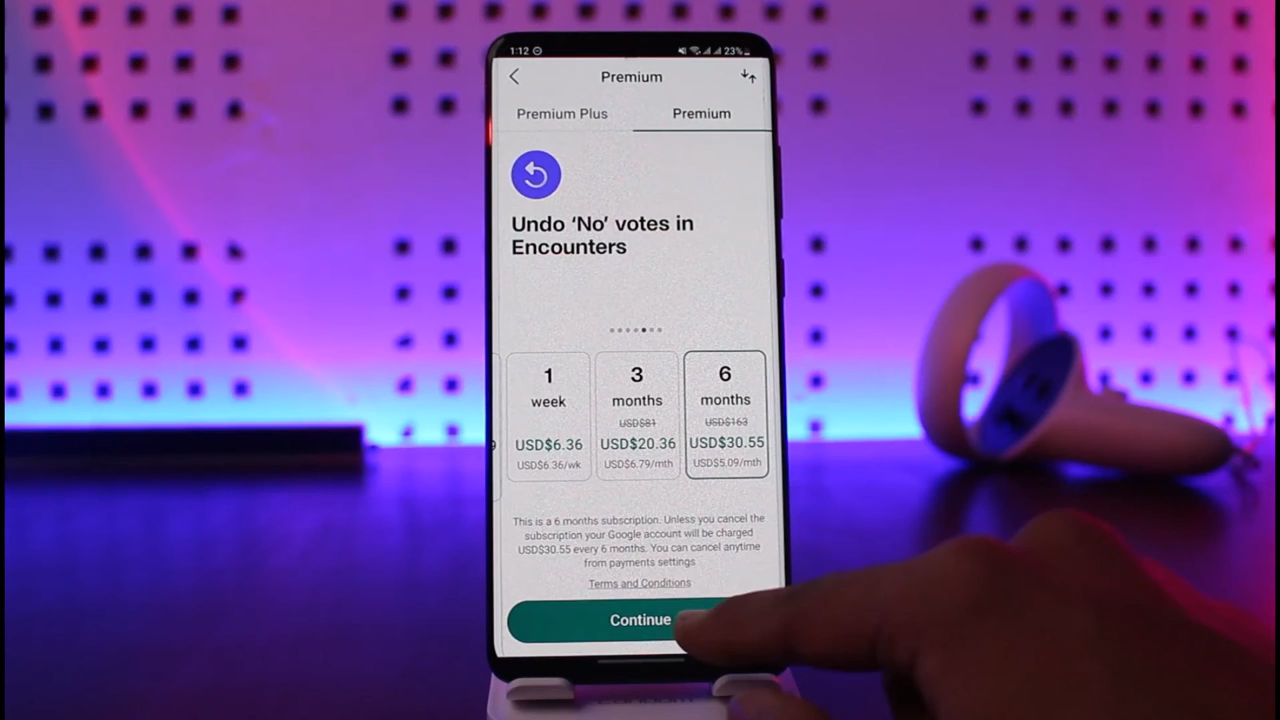 1:12 23%
Premium
Premium Plus Premium
Undo ‘No’ votes in
Encounters
1 3 6
week months months
USD$81 USD$163
USD$6.36 USD$20.36 USD$30.55
USD$6.36/wk USD$6.79/mth USD$5.09/mth
This is a 6 months subscription. Unless you cancel the
subscription your Google account will be charged
USD$30.55 every 6 months. You can cancel anytime
from payments settings
Terms and Conditions
Continue